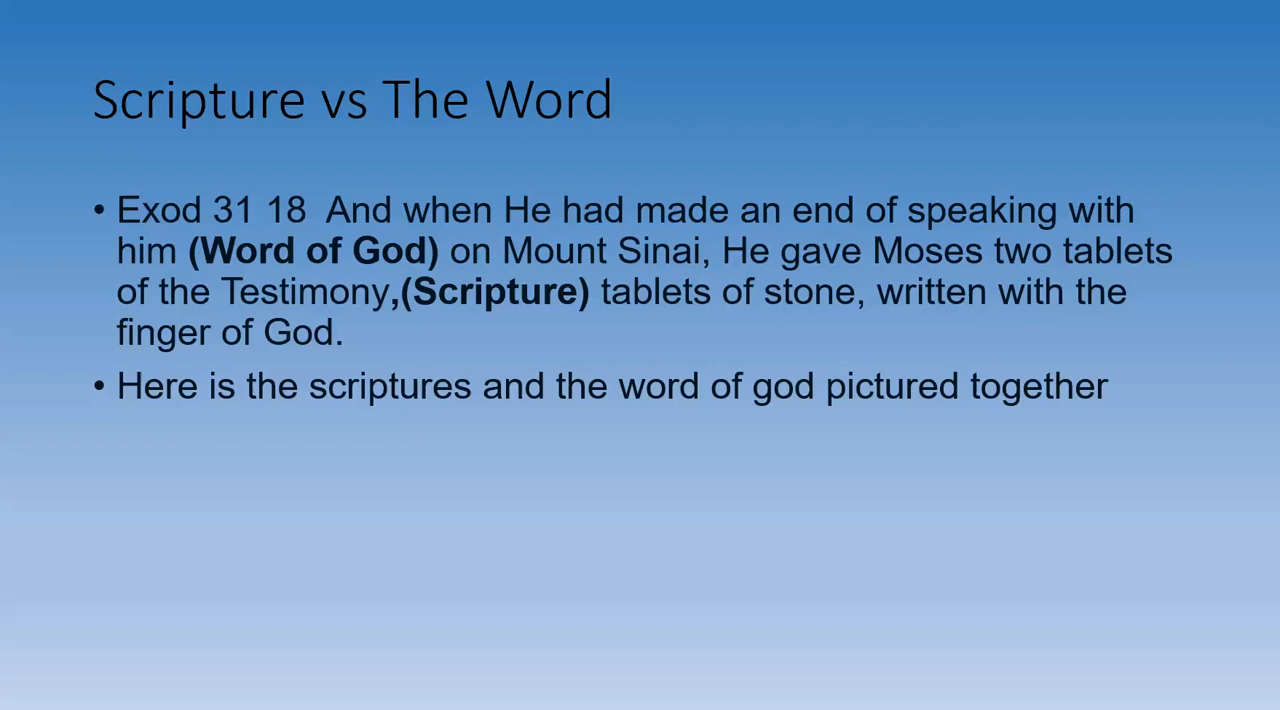 Scripture vs The Word
• Exod 31 18  And when He had made an end of speaking with
him (Word of God) on Mount Sinai, He gave Moses two tablets
of the Testimony,(Scripture) tablets of stone, written with the
finger of God.
• Here is the scriptures and the word of god pictured together